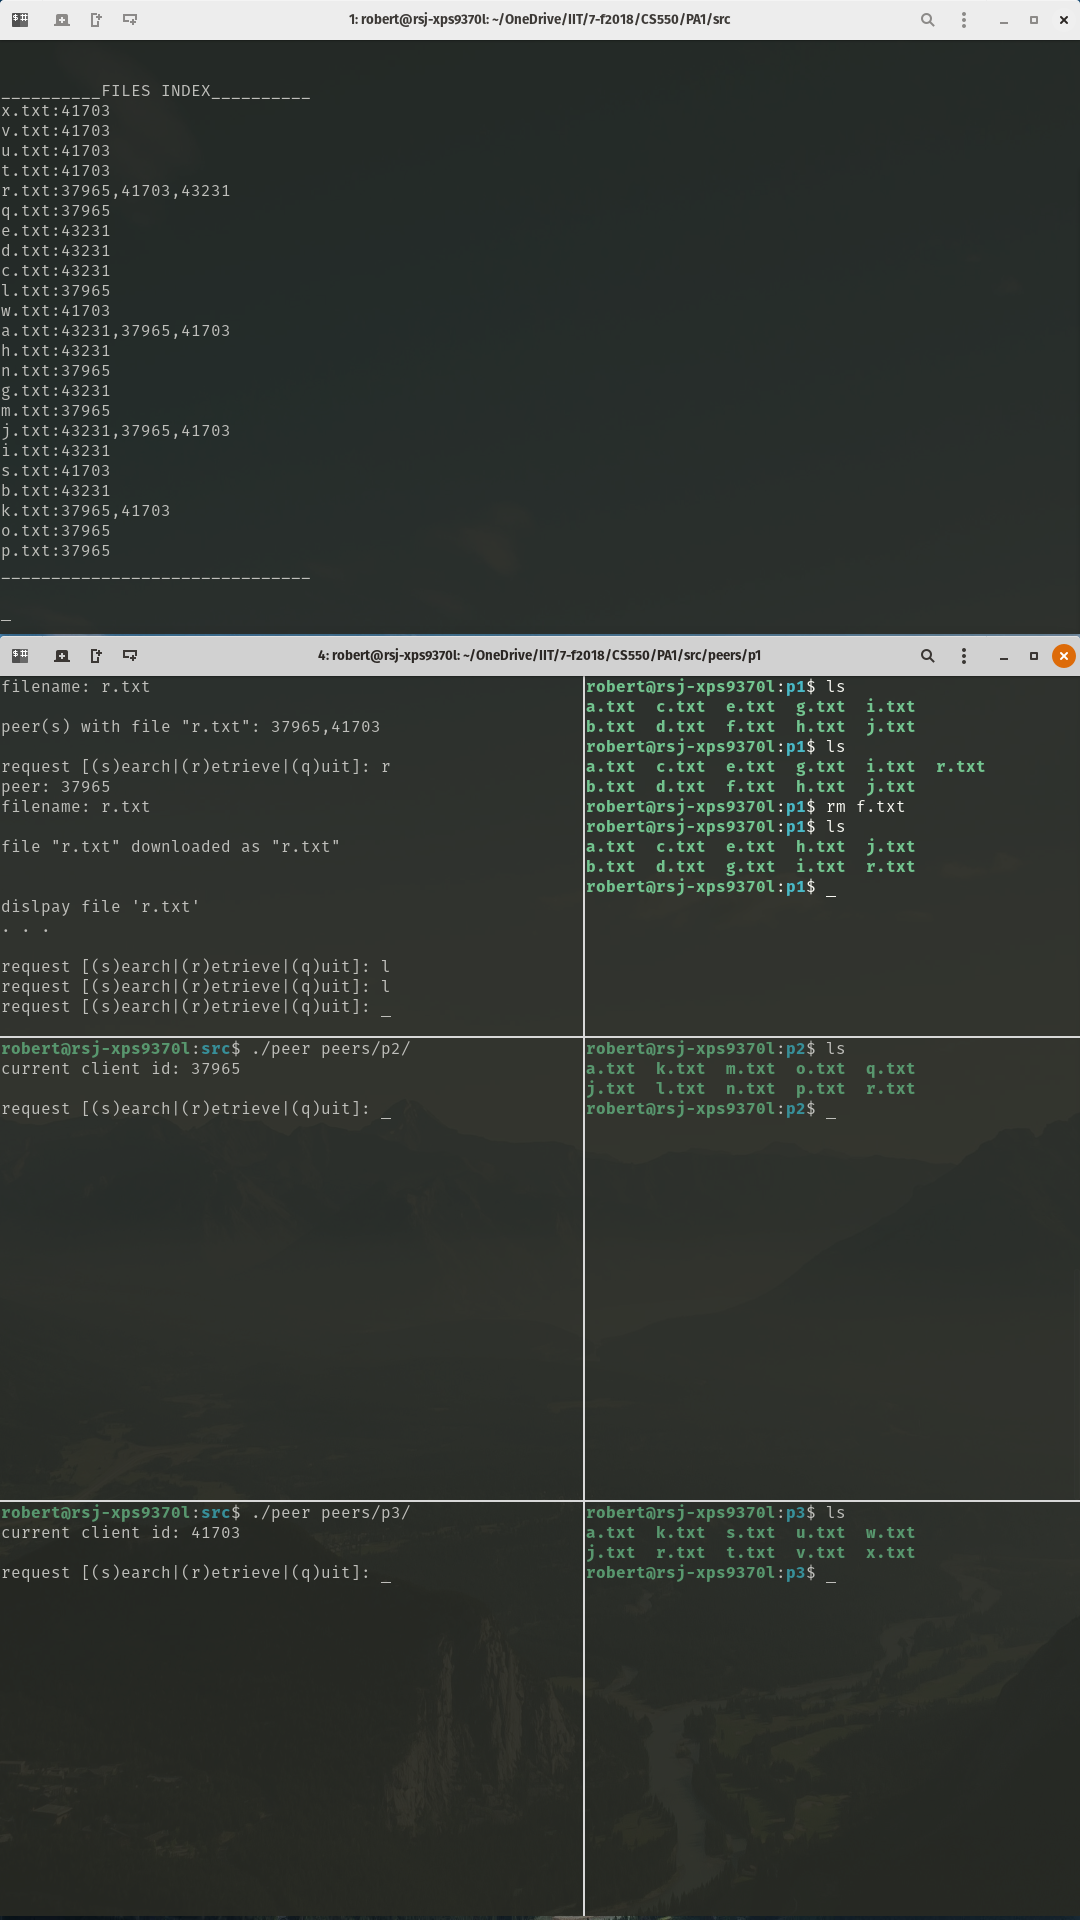 1: robert@rsj-xps9370l: ~/OneDrive/IIT/7-f2018/CS550/PA1/src
__________FILES INDEX__________
x.txt:41703
v.txt:41703
u.txt:41703
t.txt:41703
r.txt:37965,41703,43231
q.txt:37965
e.txt:43231
d.txt:43231
c.txt:43231
l.txt:37965
w.txt:41703
a.txt:43231,37965,41703
h.txt:43231
n.txt:37965
g.txt:43231
m.txt:37965
j.txt:43231,37965,41703
i.txt:43231
s.txt:41703
b.txt:43231
k.txt:37965,41703
o.txt:37965
p.txt:37965
_______________________________
_
4: robert@rsj-xps9370l: ~/OneDrive/IIT/7-f2018/CS550/PA1/src/peers/p1
filename: r.txt
peer(s) with file "r.txt": 37965,41703
request [(s)earch|(r)etrieve|(q)uit]: r
peer: 37965
filename: r.txt
file "r.txt" downloaded as "r.txt"
dislpay file 'r.txt'
. . .
request [(s)earch|(r)etrieve|(q)uit]: l
request [(s)earch|(r)etrieve|(q)uit]: l
request [(s)earch|(r)etrieve|(q)uit]: _
robert@rsj-xps9370l:p1$ ls
a.txt  c.txt  e.txt  g.txt  i.txt
b.txt  d.txt  f.txt  h.txt  j.txt
robert@rsj-xps9370l:p1$ ls
a.txt  c.txt  e.txt  g.txt  i.txt  r.txt
b.txt  d.txt  f.txt  h.txt  j.txt
robert@rsj-xps9370l:p1$ rm f.txt
robert@rsj-xps9370l:p1$ ls
a.txt  c.txt  e.txt  h.txt  j.txt
b.txt  d.txt  g.txt  i.txt  r.txt
robert@rsj-xps9370l:p1$ _
robert@rsj-xps9370l:src$ ./peer peers/p2/
current client id: 37965
request [(s)earch|(r)etrieve|(q)uit]: _
robert@rsj-xps9370l:p2$ ls
a.txt  k.txt  m.txt  o.txt  q.txt
j.txt  l.txt  n.txt  p.txt  r.txt
robert@rsj-xps9370l:p2$ _
robert@rsj-xps9370l:src$ ./peer peers/p3/
current client id: 41703
request [(s)earch|(r)etrieve|(q)uit]: _
robert@rsj-xps9370l:p3$ ls
a.txt  k.txt  s.txt  u.txt  w.txt
j.txt  r.txt  t.txt  v.txt  x.txt
robert@rsj-xps9370l:p3$ _